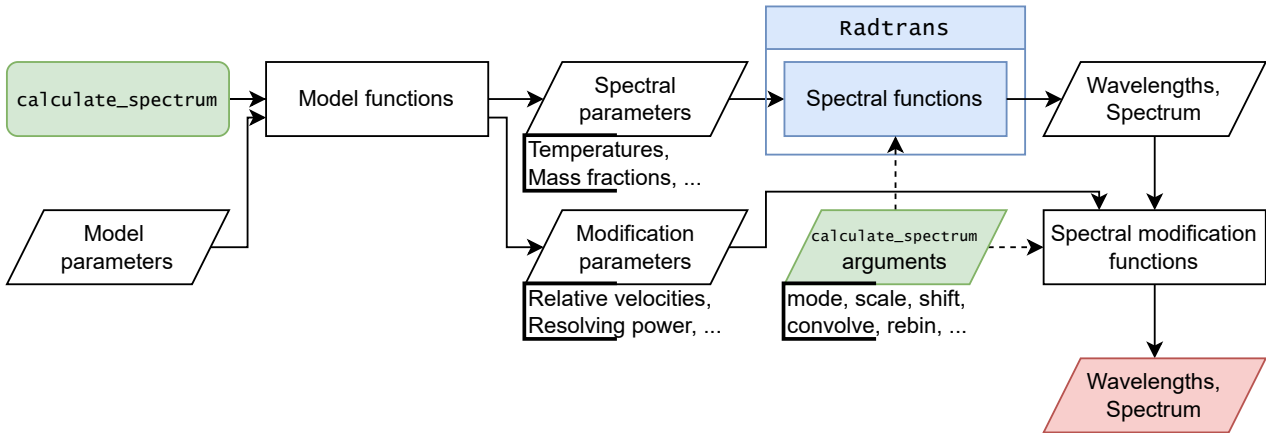 Radtrans
calculate_spectrum
Model functions
Spectral
parameters
Spectral functions
Wavelengths,
Spectrum
Temperatures,
Mass fractions, ...
Model
parameters
Modification
parameters
calculate_spectrum
arguments
Spectral modification
functions
Relative velocities,
Resolving power, ...
mode, scale, shift,
convolve, rebin, ...
Wavelengths,
Spectrum